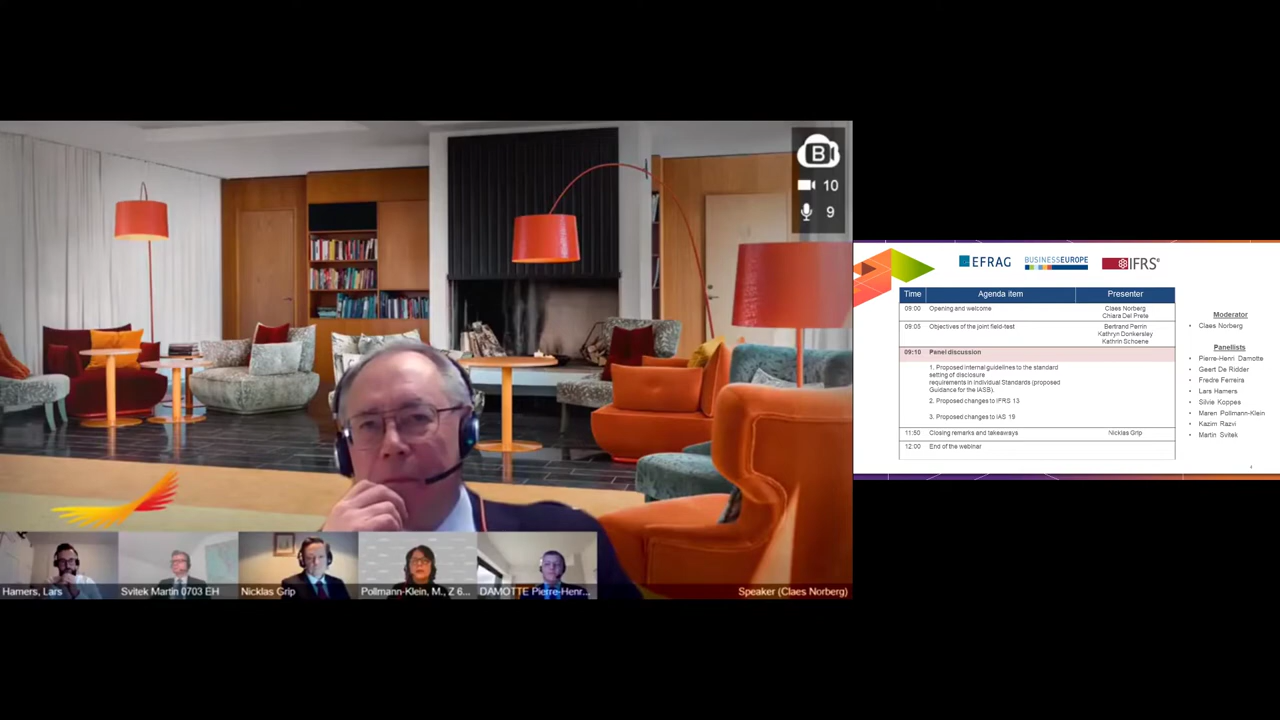 B
10
9
Hamers, Lars
Svitek Martin 0703 EH
Nicklas Grip
Pollmann-Klein, M., Z 6...
DAMOTTE Pierre-Henr...
Speaker (Claes Norberg)
EFRAG
BUSINESSEUROPE
IFRS®
Time Agenda item Presenter
09:00 Opening and welcome Claes Norberg
Chiara Del Prete
09:05 Objectives of the joint field-test Bertrand Perrin
Kathryn Donkersley
Kathrin Schoene
09:10 Panel discussion
1. Proposed internal guidelines to the standard
setting of disclosure
requirements in individual Standards (proposed
Guidance for the IASB).
2. Proposed changes to IFRS 13
3. Proposed changes to IAS 19
11:50 Closing remarks and takeaways Nicklas Grip
12:00 End of the webinar
Moderator
• Claes Norberg
Panellists
• Pierre-Henri Damotte
• Geert De Ridder
• Fredre Ferreira
• Lars Hamers
• Silvie Koppes
• Maren Pollmann-Klein
• Kazim Razvi
• Martin Svitek